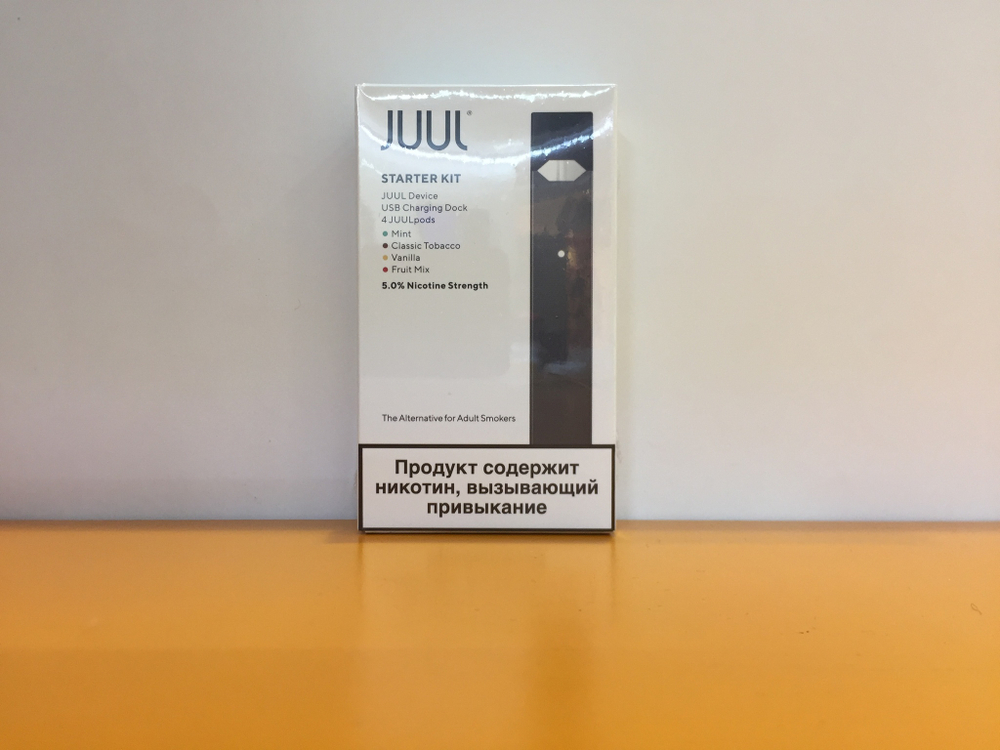 JUUL®
STARTER KIT
JUUL Device
USB Charging Dock
4 JUULpods
Mint
Classic Tobacco
Vanilla
Fruit Mix
5.0% Nicotine Strength
The Alternative for Adult Smokers
Продукт содержит
никотин, вызывающий
привыкание